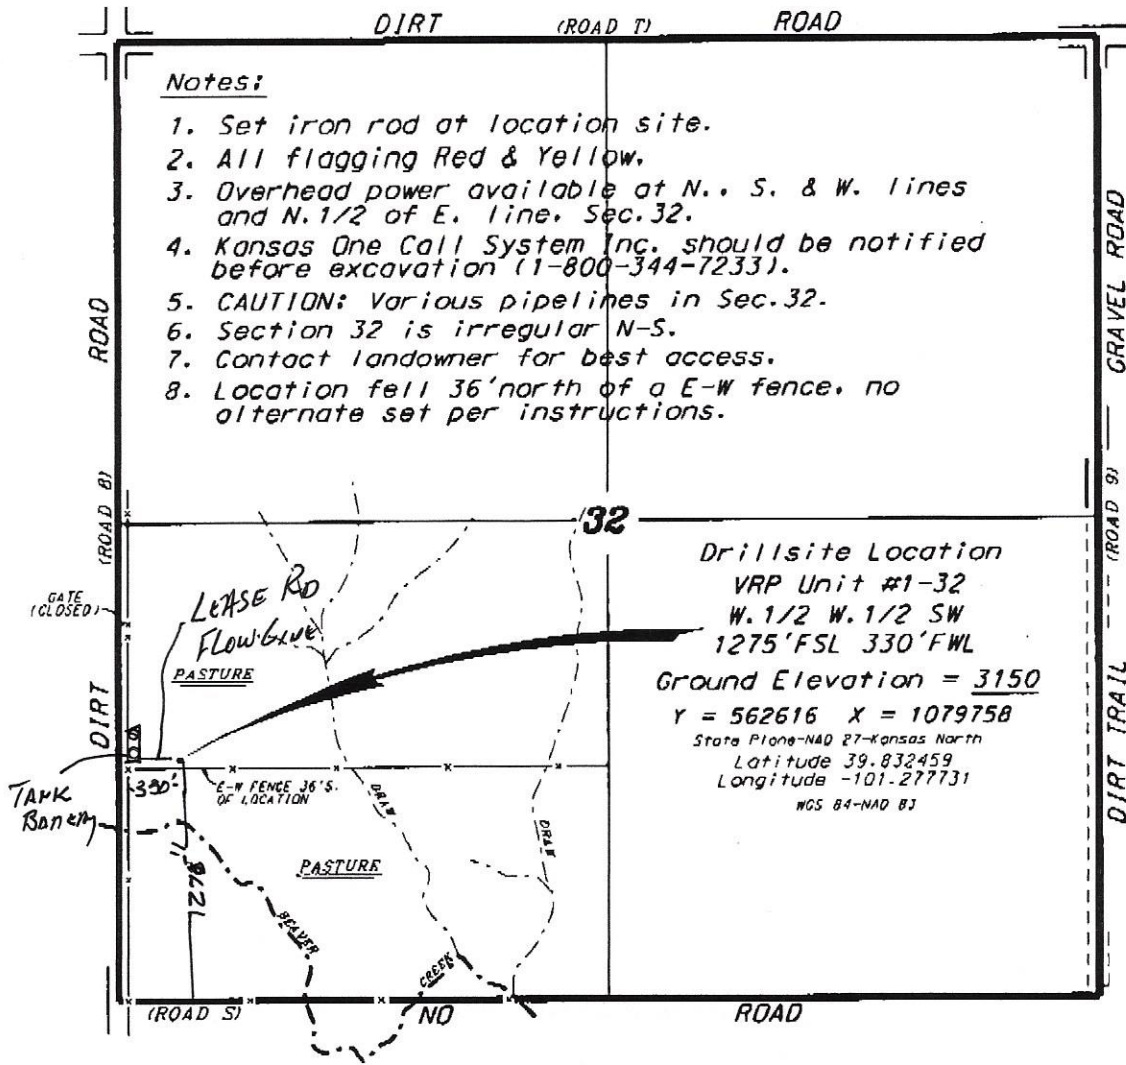 DIRT (ROAD T) ROAD
Notes:
1. Set iron rod at location site.
2. All flagging Red & Yellow.
3. Overhead power available at N., S. & W. lines
and N. 1/2 of E. line, Sec. 32.
4. Kansas One Call System Inc. should be notified
before excavation (1-800-344-7233).
5. CAUTION: Various pipelines in Sec. 32.
6. Section 32 is irregular N-S.
7. Contact landowner for best access.
8. Location fell 36' north of a E-W fence, no
alternate set per instructions.
DIRT (ROAD 8) ROAD
GRAVEL ROAD
(ROAD 9)
DIRT TRAIL
32
Drillsite Location
VRP Unit #1-32
W. 1/2 W. 1/2 SW
1275' FSL 330' FWL
Ground Elevation = 3150
Y = 562616 X = 1079758
State Plane-NAD 27-Kansas North
Latitude 39.832459
Longitude -101.277731
WGS 84-NAD 83
GATE
(CLOSED)
LEASE RD
PASTURE
330'
E-W FENCE 36'S.
OF LOCATION
TANK
DRAW
DRAW
PASTURE
BEAVER
CREEK
(ROAD S) NO ROAD